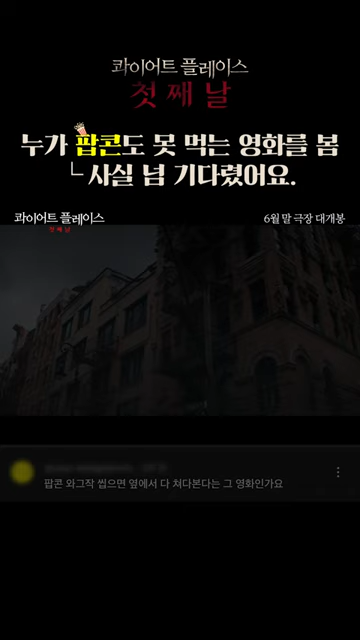 콰이어트 플레이스
첫째 날
누가 팝콘도 못 먹는 영화를 봄
└ 사실 넘 기다렸어요.
콰이어트 플레이스
첫째 날
6월 말 극장 대개봉
팝콘 와그작 씹으면 옆에서 다 쳐다본다는 그 영화인가요